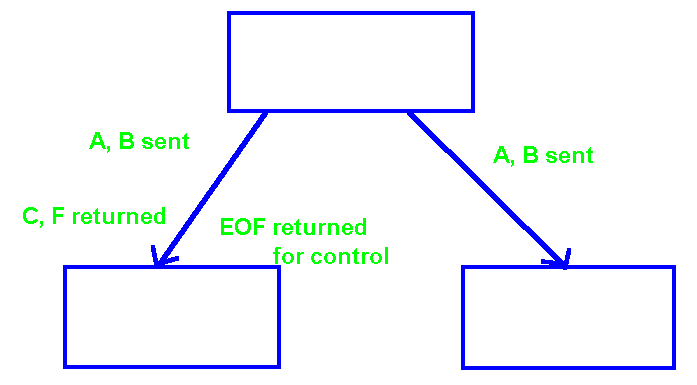 A, B sent
A, B sent
C, F returned
EOF returned
for control